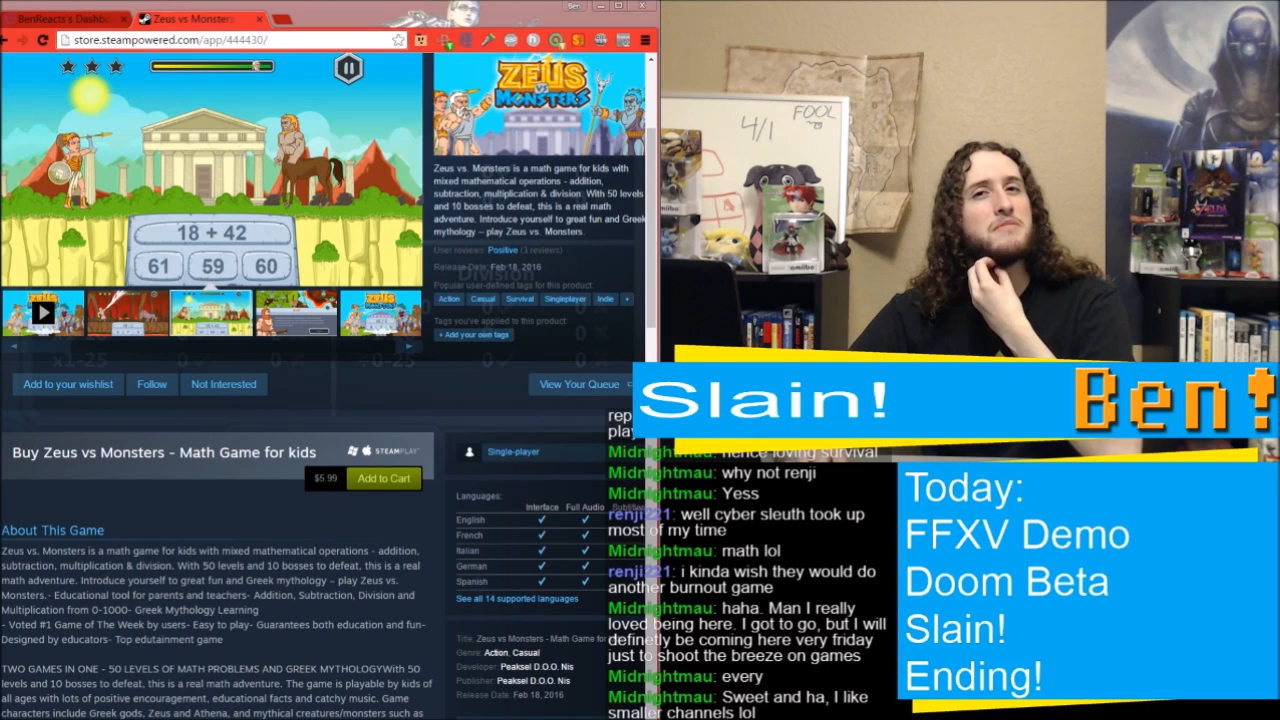 BenReacts's Dashbo
Zeus vs Monsters
Ben
store.steampowered.com/app/444430/
18 + 42
61
59
60
ZEUS
vs
MONSTERS
Zeus vs. Monsters is a math game for kids with
mixed mathematical operations - addition,
subtraction, multiplication & division. With 50 levels
and 10 bosses to defeat, this is a real math
adventure. Introduce yourself to great fun and Greek
mythology – play Zeus vs. Monsters.
User reviews: Positive (3 reviews)
Release Date: Feb 18, 2016
Popular user-defined tags for this product:
Action Casual Survival Singleplayer Indie +
Tags you've applied to this product:
+ Add your own tags
Division
x1-25
÷0-25
Add to your wishlist
Follow
Not Interested
View Your Queue
Buy Zeus vs Monsters - Math Game for kids
STEAMPLAY
$5.99
Add to Cart
About This Game
Zeus vs. Monsters is a math game for kids with mixed mathematical operations - addition,
subtraction, multiplication & division. With 50 levels and 10 bosses to defeat, this is a real
math adventure. Introduce yourself to great fun and Greek mythology – play Zeus vs.
Monsters.- Educational tool for parents and teachers- Addition, Subtraction, Division and
Multiplication from 0-1000- Greek Mythology Learning
- Voted #1 Game of The Week by users- Easy to play- Guarantees both education and fun-
Designed by educators- Top edutainment game
TWO GAMES IN ONE - 50 LEVELS OF MATH PROBLEMS AND GREEK MYTHOLOGYWith 50
levels and 10 bosses to defeat, this is a real math adventure. The game is playable by kids of
all ages with lots of positive encouragement, educational facts and catchy music. Game
characters include Greek gods, Zeus and Athena, and mythical creatures/monsters such as
Single-player
Languages:
Interface Full Audio Subtitles
English
French
Italian
German
Spanish
See all 14 supported languages
Title: Zeus vs Monsters - Math Game for
Genre: Action, Casual
Developer: Peaksel D.O.O. Nis
Publisher: Peaksel D.O.O. Nis
Release Date: Feb 18, 2016
4/1
FOOL
amiibo
ZELDA
Slain!
Ben!
rep
play
Midnightmau: hence loving survival
Midnightmau: why not renji
Midnightmau: Yess
renji221: well cyber sleuth took up
most of my time
Midnightmau: math lol
renji221: i kinda wish they would do
another burnout game
Midnightmau: haha. Man I really
loved being here. I got to go, but I will
definetly be coming here very friday
just to shoot the breeze on games
Midnightmau: every
Midnightmau: Sweet and ha, I like
smaller channels lol
Today:
FFXV Demo
Doom Beta
Slain!
Ending!